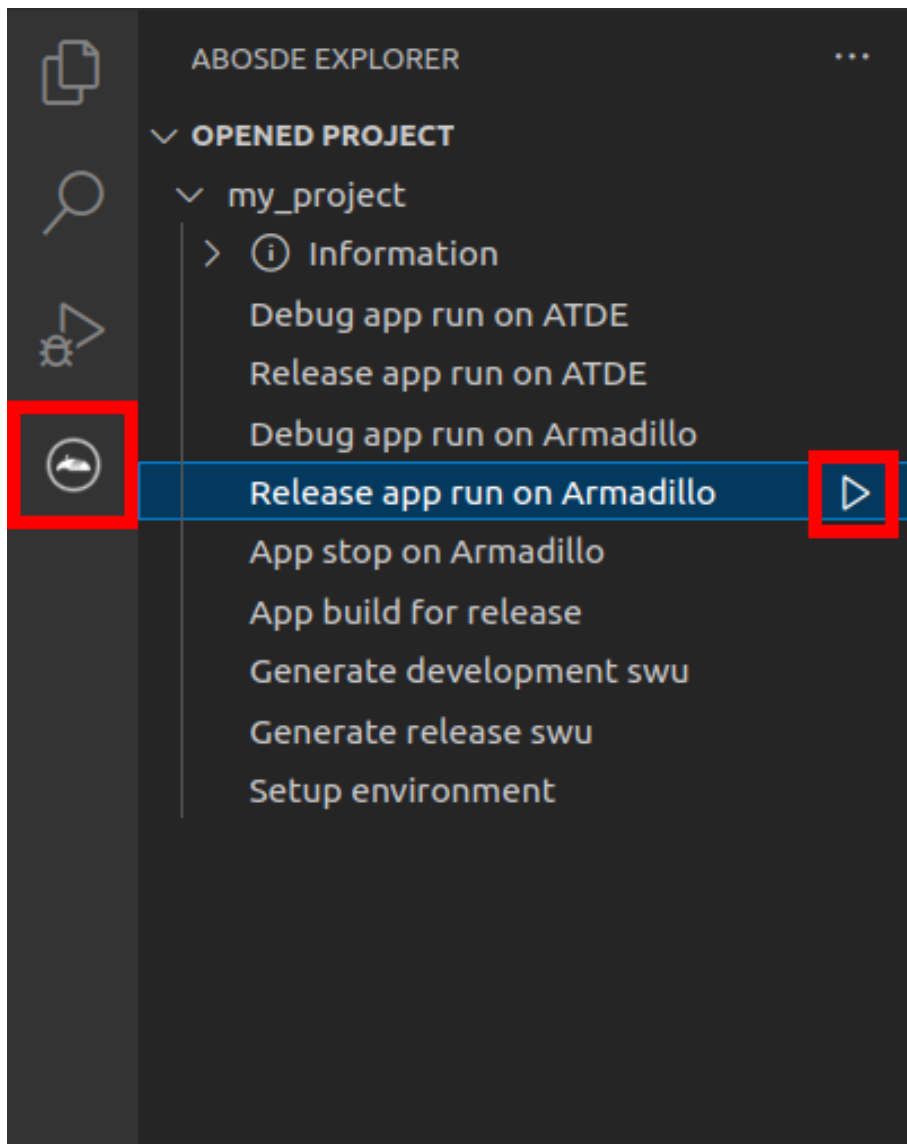 ABOSDE EXPLORER
OPENED PROJECT
my_project
Information
Debug app run on ATDE
Release app run on ATDE
Debug app run on Armadillo
Release app run on Armadillo
App stop on Armadillo
App build for release
Generate development swu
Generate release swu
Setup environment